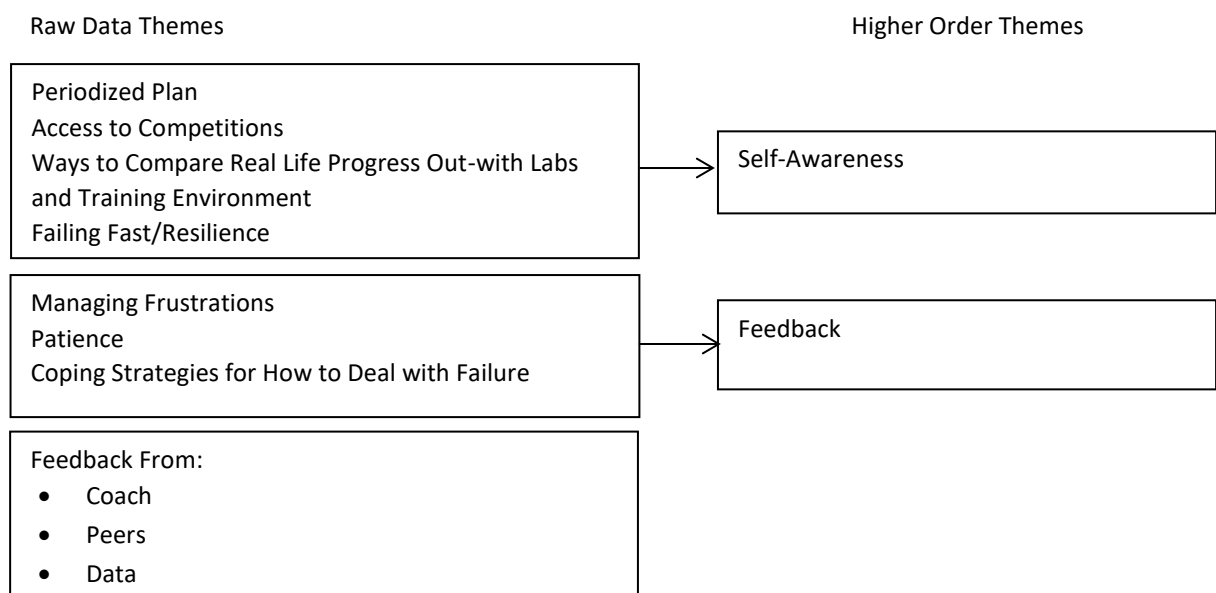 Raw Data Themes
Higher Order Themes
Periodized Plan
Access to Competitions
Ways to Compare Real Life Progress Out-with Labs
and Training Environment
Failing Fast/Resilience
Self-Awareness
Managing Frustrations
Patience
Coping Strategies for How to Deal with Failure
Feedback
Feedback From:
• Coach
• Peers
• Data